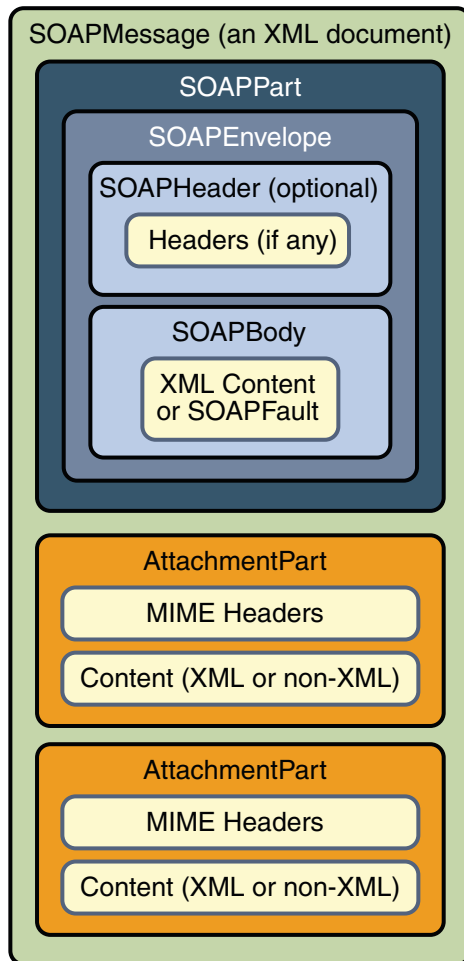 SOAPMessage (an XML document)
SOAPPart
SOAPEnvelope
SOAPHeader (optional)
Headers (if any)
SOAPBody
XML Content
or SOAPFault
AttachmentPart
MIME Headers
Content (XML or non-XML)
AttachmentPart
MIME Headers
Content (XML or non-XML)